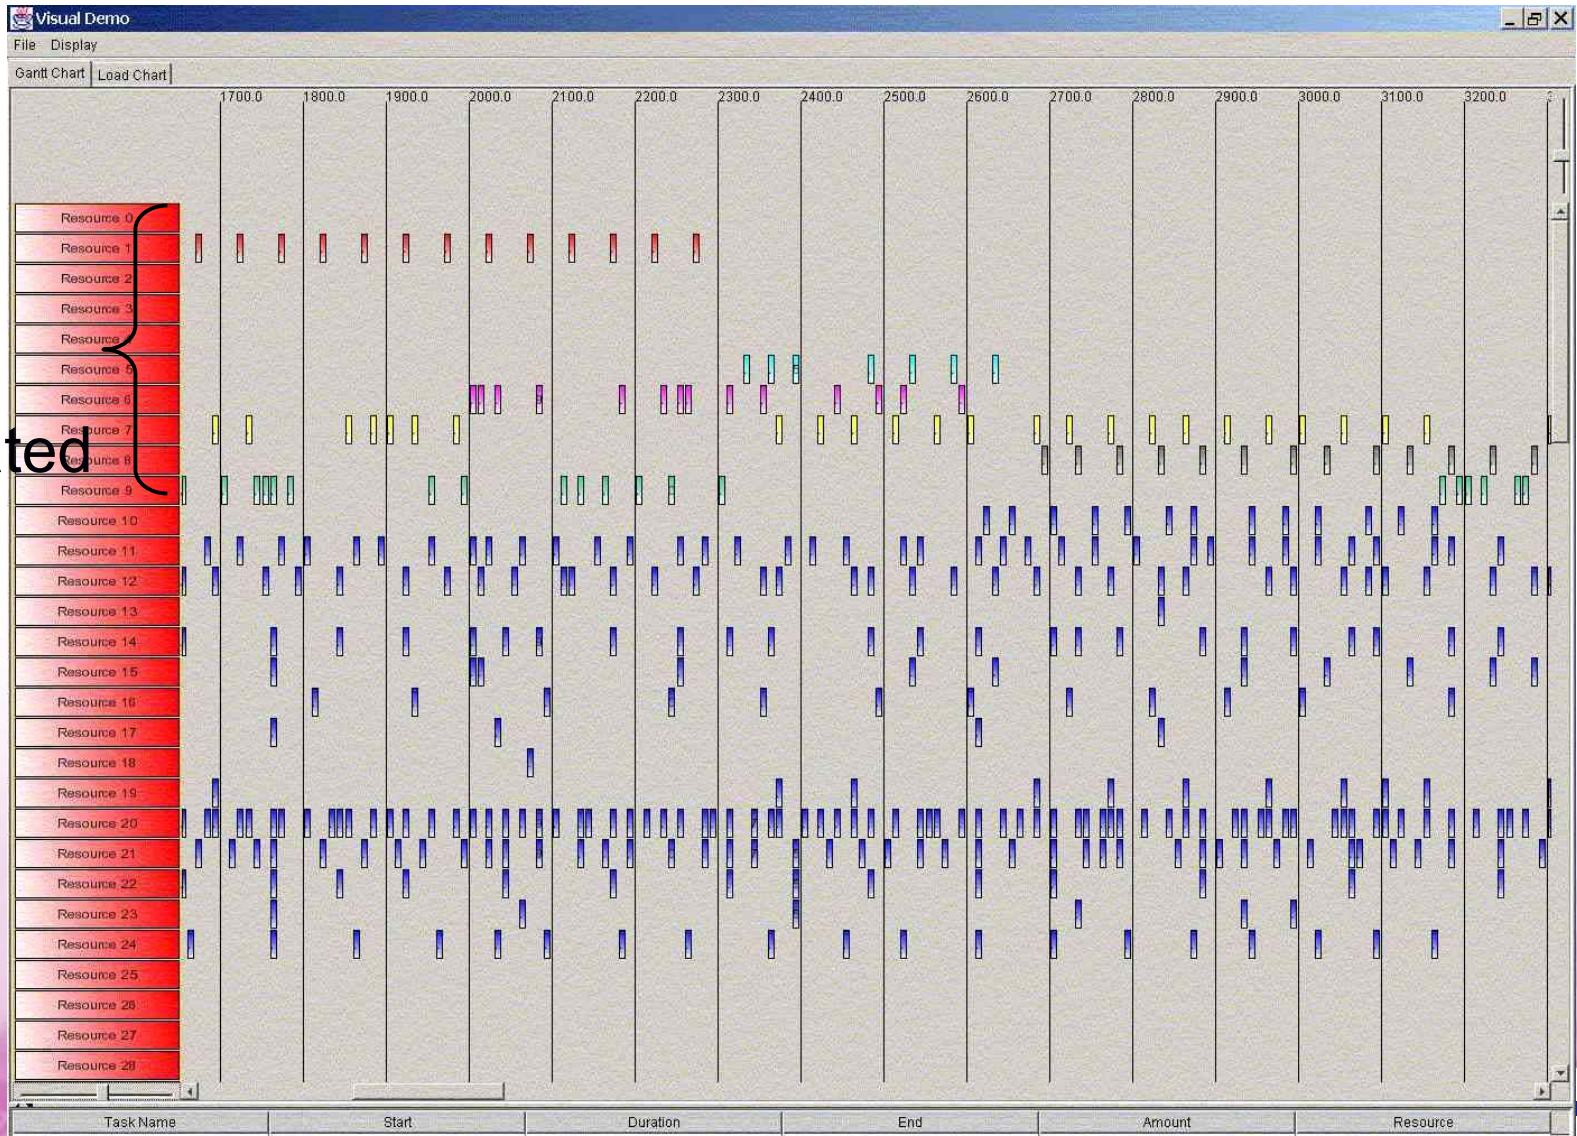 Visual Demo
File Display
Gantt Chart Load Chart
1700.0 1800.0 1900.0 2000.0 2100.0 2200.0 2300.0 2400.0 2500.0 2600.0 2700.0 2800.0 2900.0 3000.0 3100.0 3200.0
Resource 0
Resource 1
Resource 2
Resource 3
Resource 4
Resource 5
Resource 6
Resource 7
ted
Resource 8
Resource 9
Resource 10
Resource 11
Resource 12
Resource 13
Resource 14
Resource 15
Resource 16
Resource 17
Resource 18
Resource 19
Resource 20
Resource 21
Resource 22
Resource 23
Resource 24
Resource 25
Resource 26
Resource 27
Resource 28
Task Name Start Duration End Amount Resource